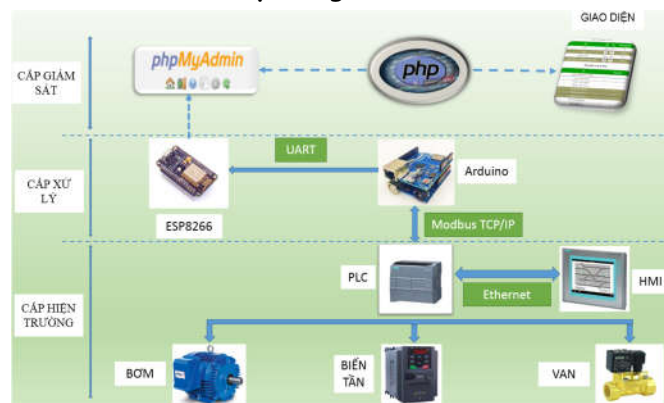 GIAO DIỆN
phpMyAdmin
php
CẤP GIÁM
SÁT
UART
Arduino
CẤP XỬ
LÝ
ESP8266
Modbus TCP/IP
PLC
HMI
Ethernet
CẤP HIỆN
TRƯỜNG
BƠM
BIẾN
TẦN
VAN